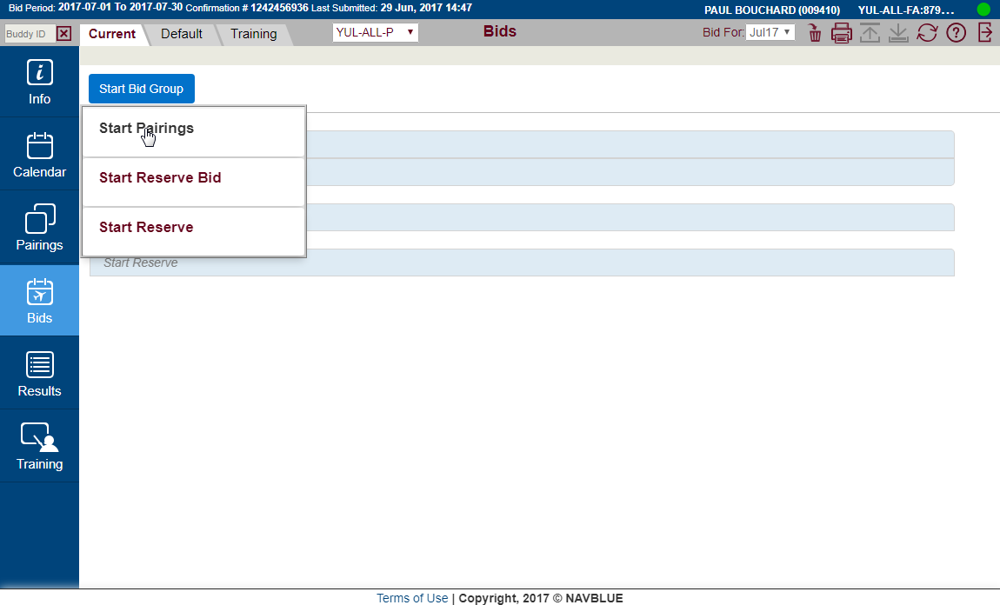 Bid Period: 2017-07-01 To 2017-07-30 Confirmation # 1242456936 Last Submitted: 29 Jun, 2017 14:47
PAUL BOUCHARD (009410) YUL-ALL-FA:879...
Buddy ID
Current Default Training YUL-ALL-P Bids Bid For: Jul17
Info
Calendar
Pairings
Bids
Results
Training
Start Bid Group
Start Pairings
Start Reserve Bid
Start Reserve
Start Reserve
Terms of Use | Copyright, 2017 © NAVBLUE